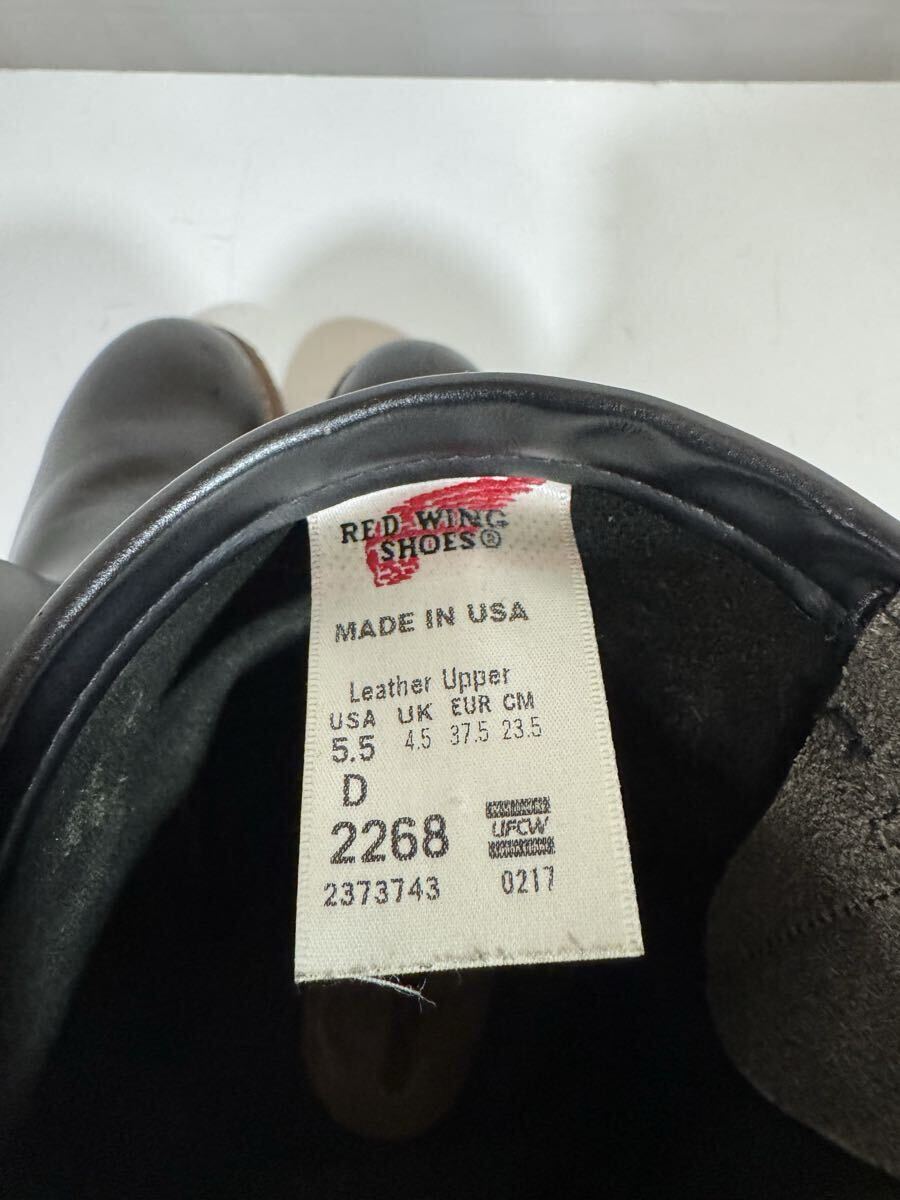 RED WING
SHOES®
MADE IN USA
Leather Upper
USA UK EUR CM
5.5 4.5 37.5 23.5
D
2268
UFCW
2373743 0217